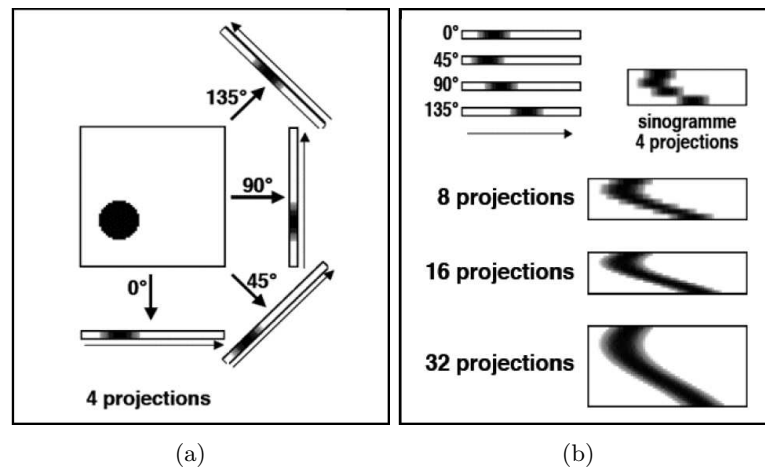 135°
90°
0°
45°
4 projections
(a)
0°
45°
90°
135°
sinogramme
4 projections
8 projections
16 projections
32 projections
(b)